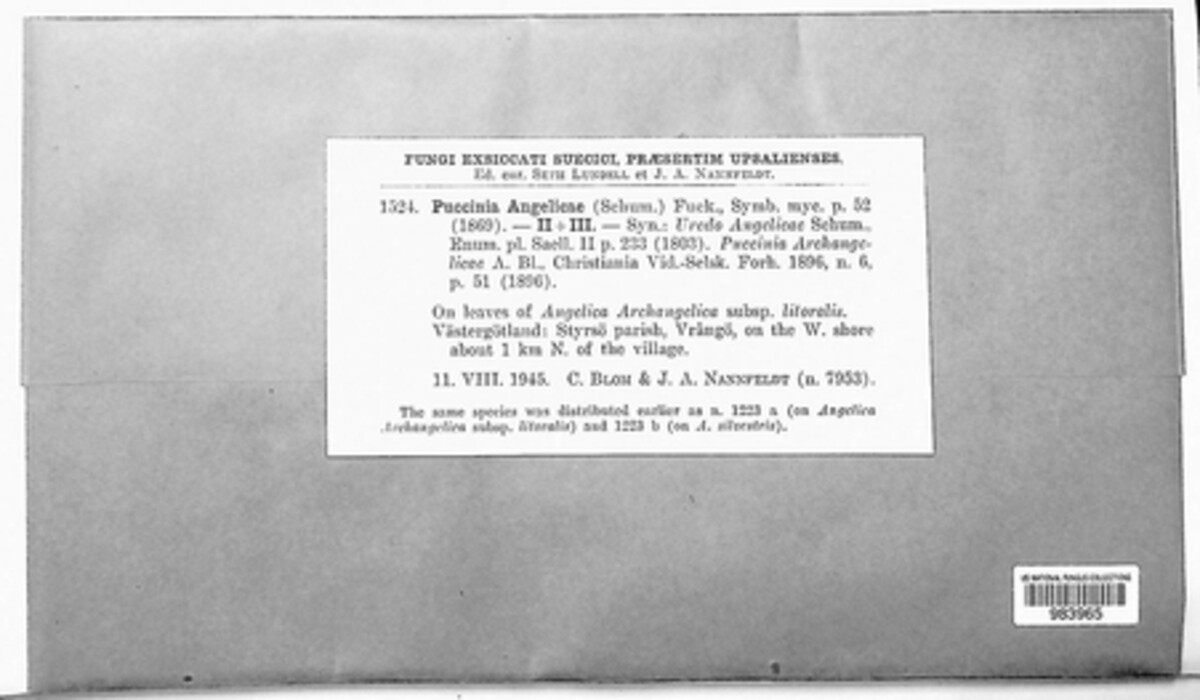 FUNGI EXSICCATI SUECICI, PRÆSERTIM UPSALIENSES.
Ed. cur. Seth Lundell et J. A. Nannfeldt.
1524. Puccinia Angelicae (Schum.) Fuck., Symb. myc. p. 52
(1869). — II + III. — Syn.: Uredo Angelicae Schum.,
Enum. pl. Saell. II p. 233 (1803). Puccinia Archange-
licae A. Bl., Christiania Vid.-Selsk. Forh. 1896, n. 6,
p. 51 (1896).
On leaves of Angelica Archangelica subsp. litoralis.
Västergötland: Styrsö parish, Vrångö, on the W. shore
about 1 km N. of the village.
11. VIII. 1945. C. Blom & J. A. Nannfeldt (n. 7953).
The same species was distributed earlier as n. 1223 a (on Angelica
Archangelica subsp. litoralis) and 1223 b (on A. silvestris).
US NATIONAL FUNGUS COLLECTIONS
983965